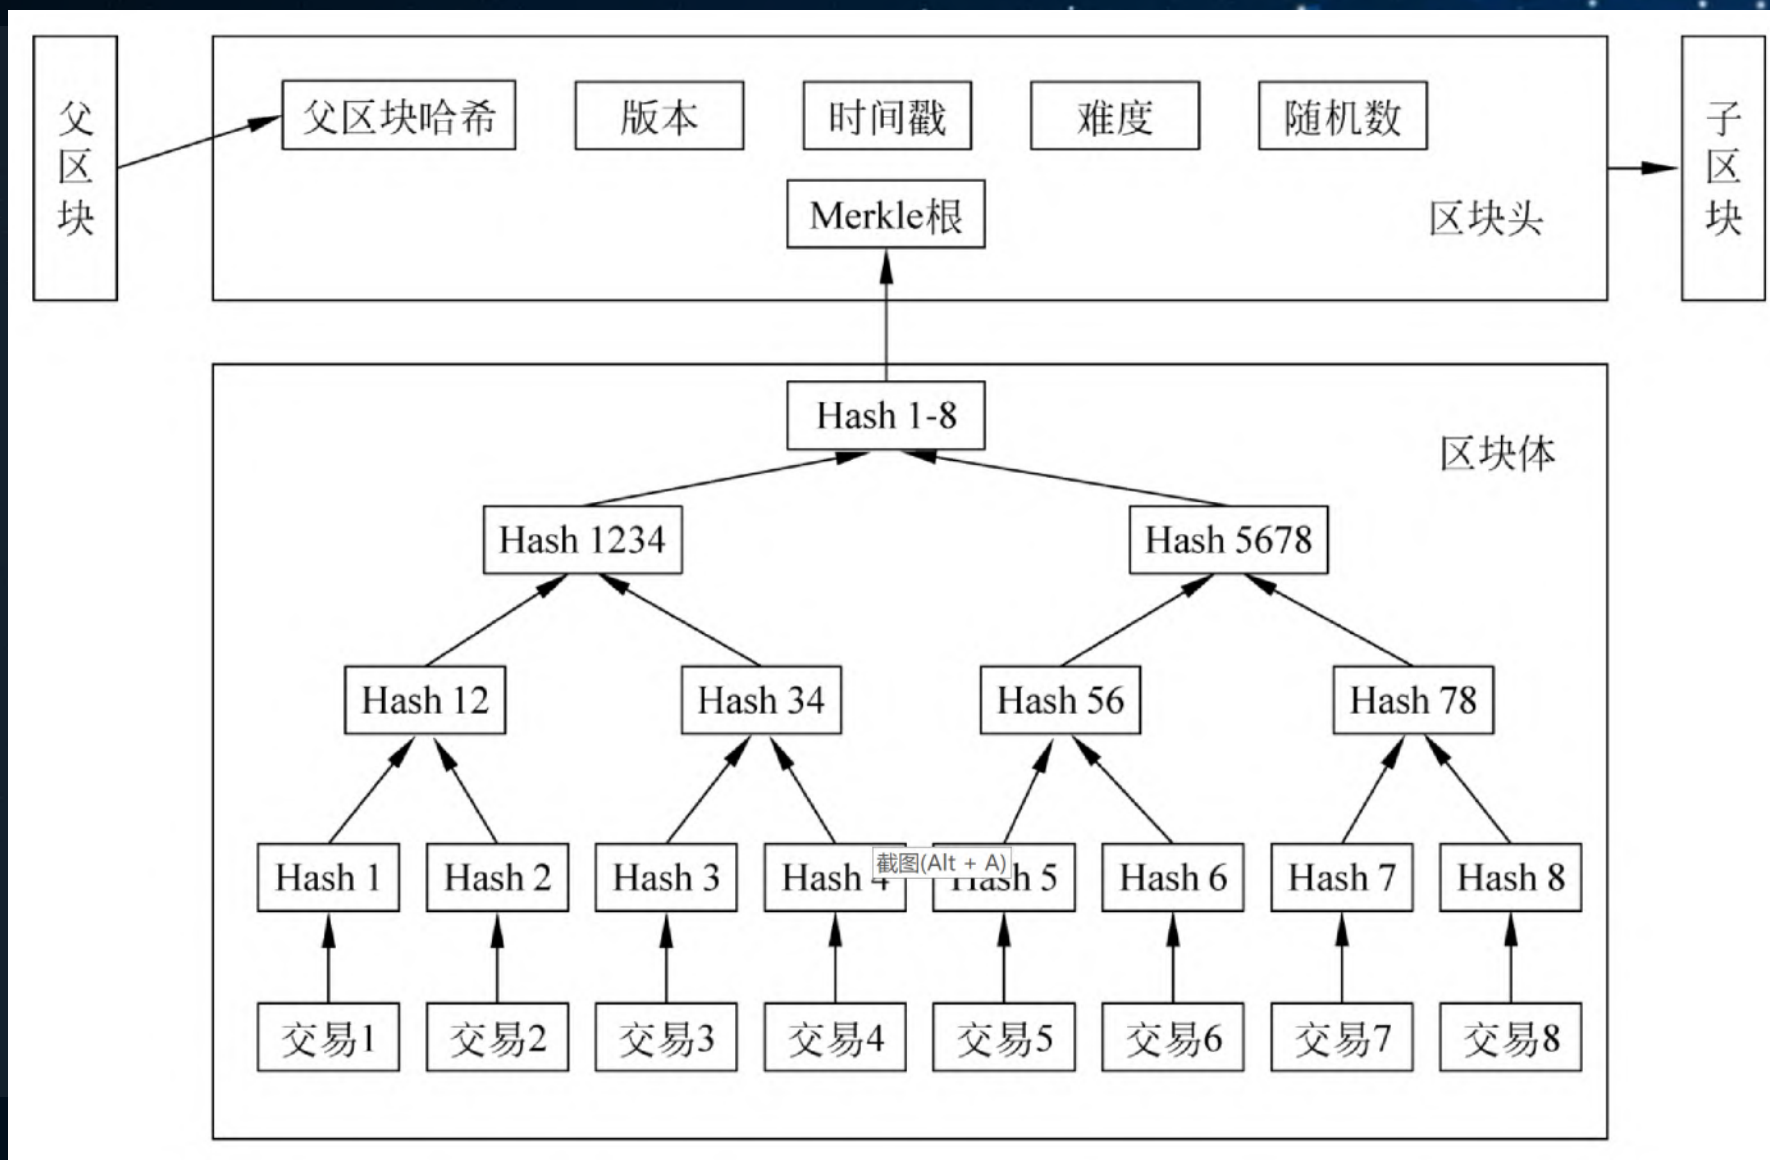 父区块
父区块哈希
版本
时间戳
难度
随机数
子区块
Merkle根
区块头
Hash 1-8
区块体
Hash 1234
Hash 5678
Hash 12
Hash 34
Hash 56
Hash 78
Hash 1
Hash 2
Hash 3
Hash 4
截图(Alt + A)
Hash 5
Hash 6
Hash 7
Hash 8
交易1
交易2
交易3
交易4
交易5
交易6
交易7
交易8